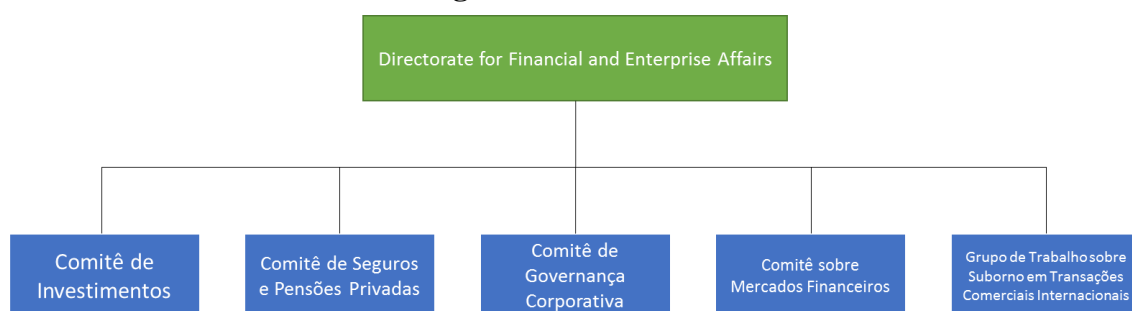 Directorate for Financial and Enterprise Affairs
Comitê de
Investimentos
Comitê de Seguros
e Pensões Privadas
Comitê de
Governança
Corporativa
Comitê sobre
Mercados Financeiros
Grupo de Trabalho sobre
Suborno em Transações
Comerciais Internacionais